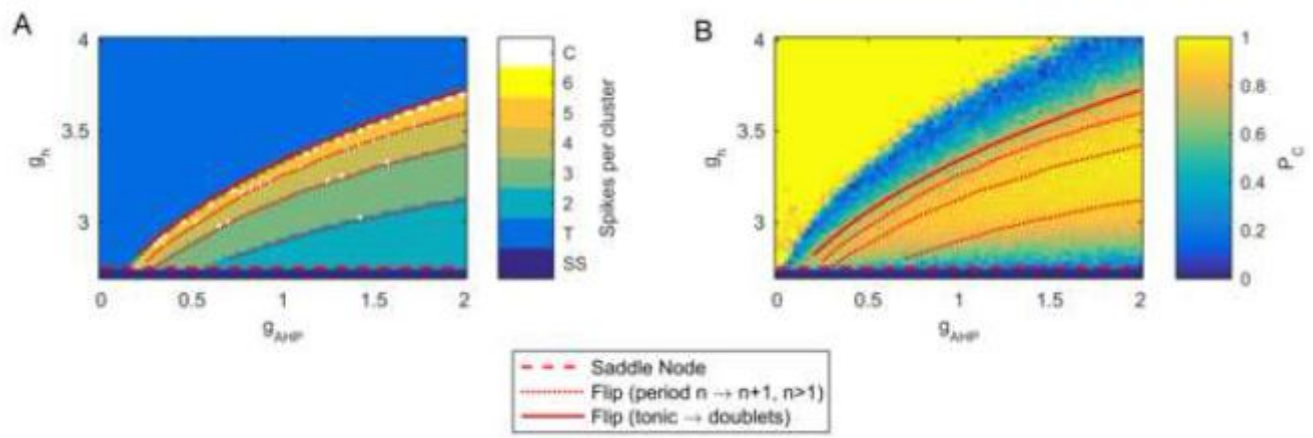 A
B
4
3.5
3
0
0.5
1
1.5
2
g_h
g_AHP
C
6
5
4
3
2
T
SS
Spikes per cluster
4
3.5
3
0
0.5
1
1.5
2
g_h
g_AHP
1
0.8
0.6
0.4
0.2
0
P_C
Saddle Node
Flip (period n → n+1, n>1)
Flip (tonic → doublets)